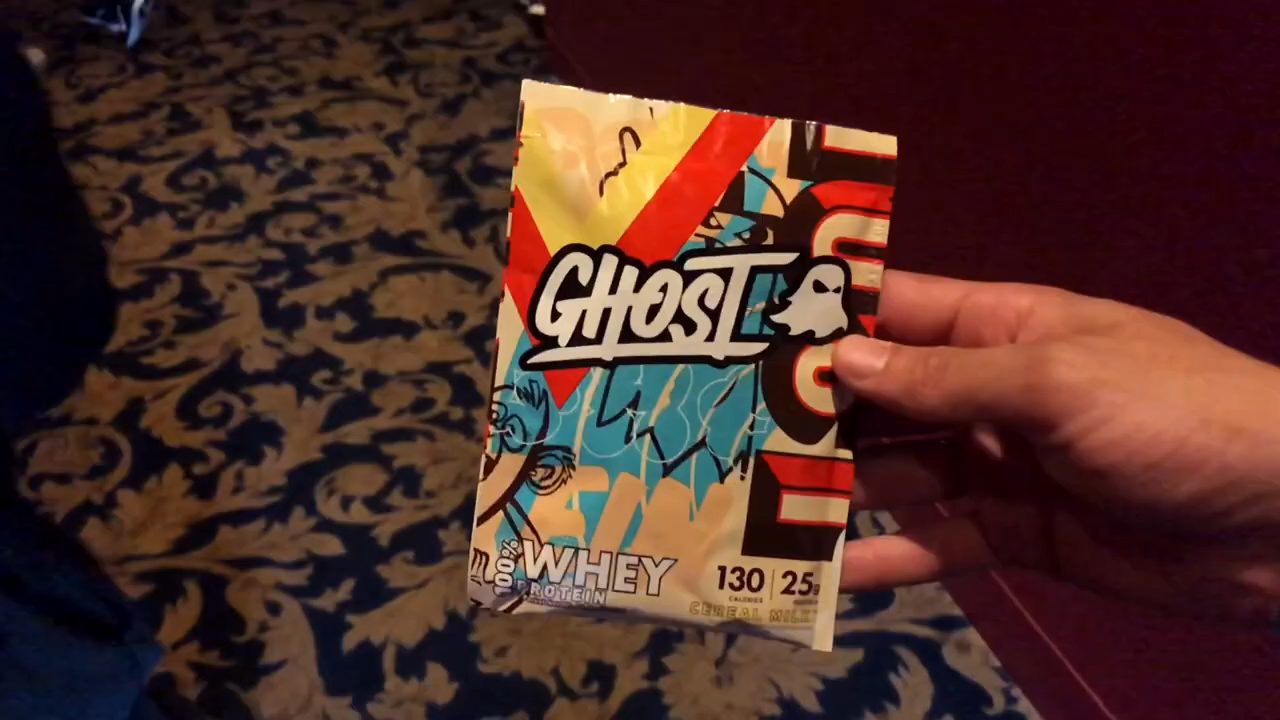 GHOST
100% WHEY
PROTEIN
130 25g
CALORIES
CEREAL MILK